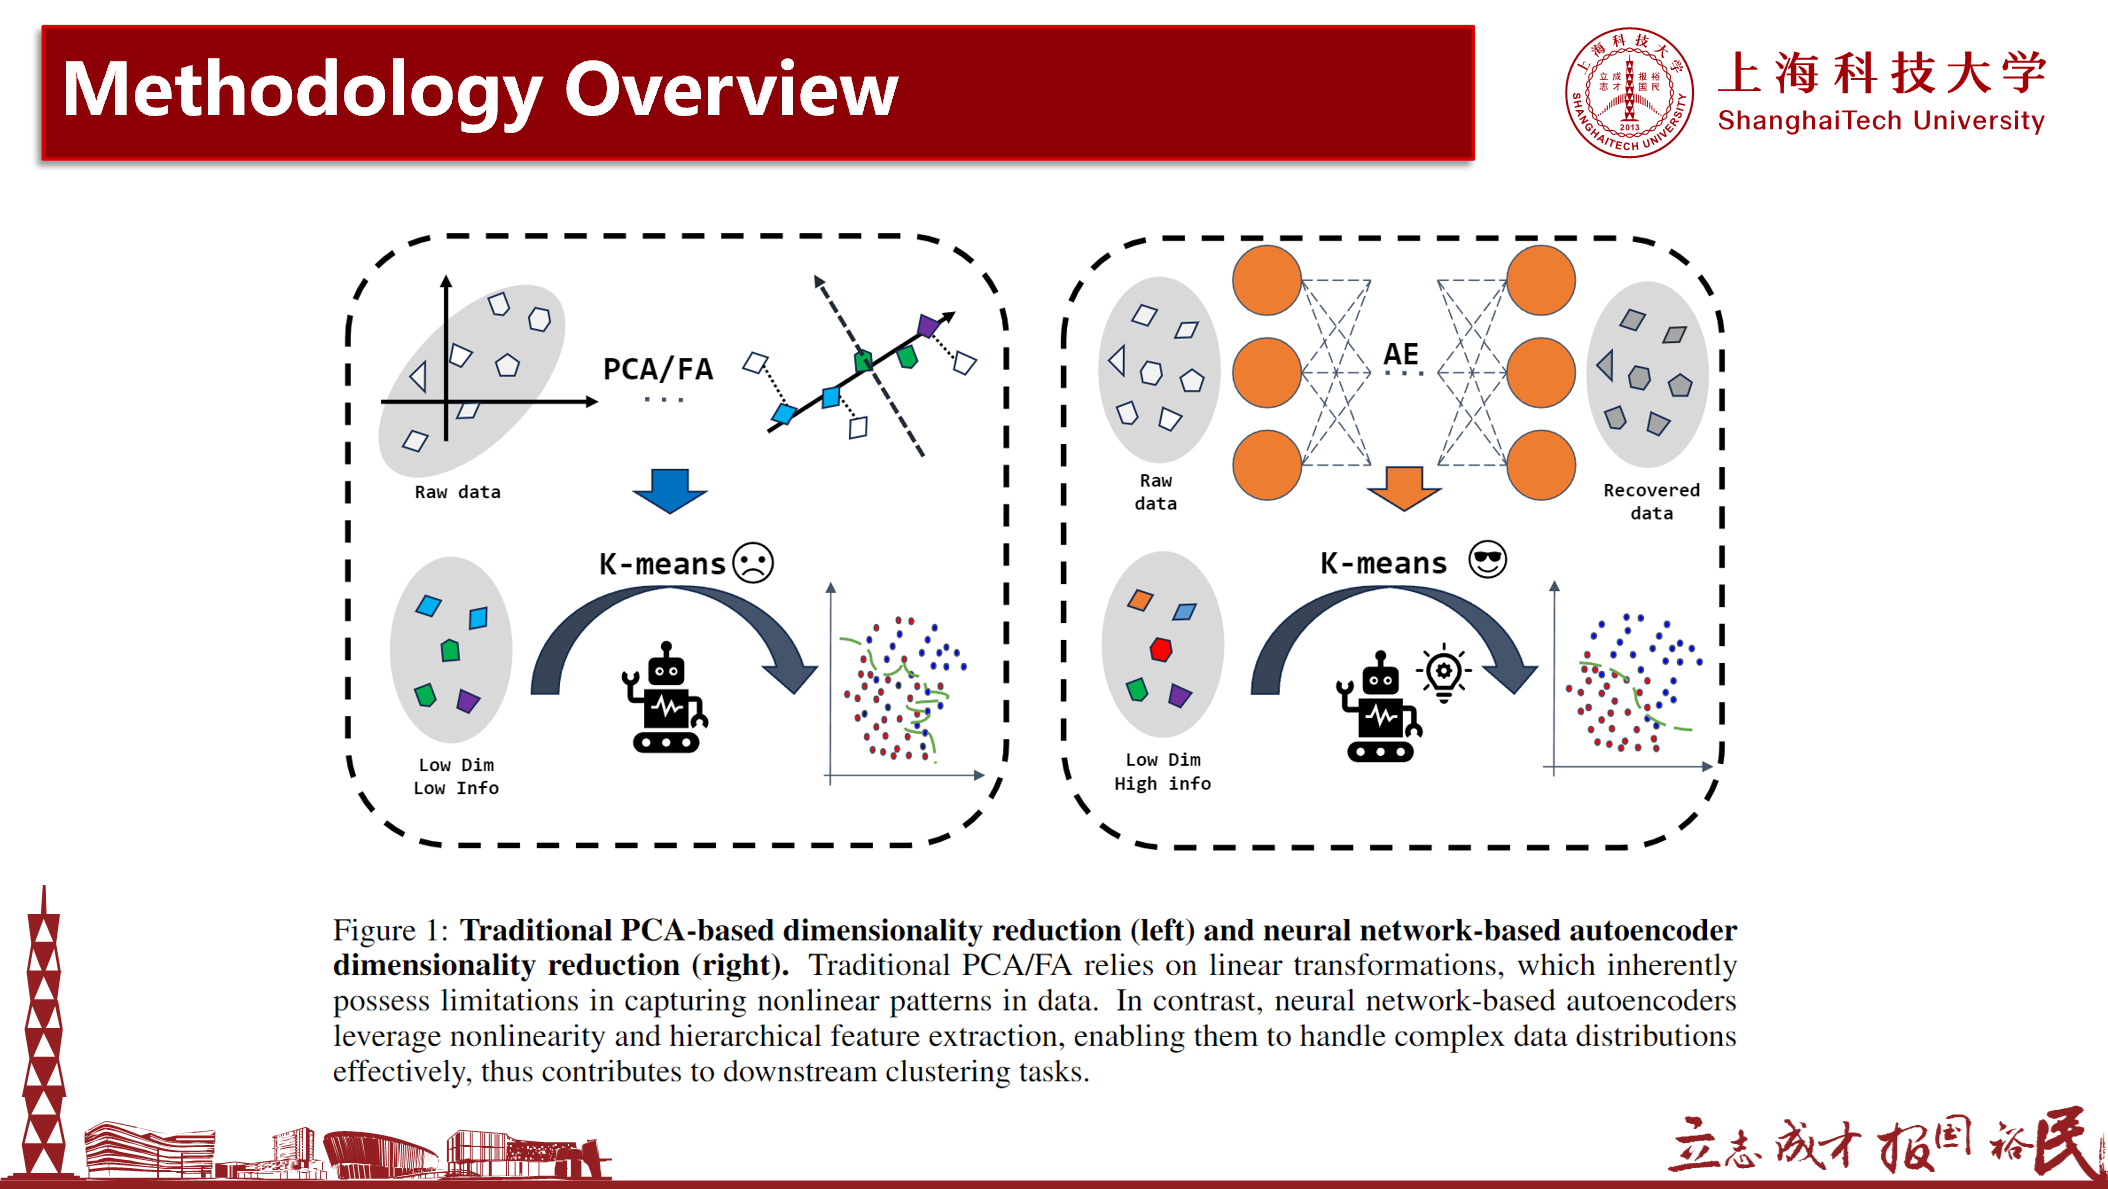 Methodology Overview
上海科技大学
立成 报裕
志才 国民
2013
SHANGHAITECH UNIVERSITY
上海科技大学
ShanghaiTech University
PCA/FA
...
Raw data
K-means
Low Dim
Low Info
AE
...
Raw
data
Recovered
data
K-means
Low Dim
High info
Figure 1: Traditional PCA-based dimensionality reduction (left) and neural network-based autoencoder
dimensionality reduction (right). Traditional PCA/FA relies on linear transformations, which inherently
possess limitations in capturing nonlinear patterns in data. In contrast, neural network-based autoencoders
leverage nonlinearity and hierarchical feature extraction, enabling them to handle complex data distributions
effectively, thus contributes to downstream clustering tasks.
立志成才报国裕民